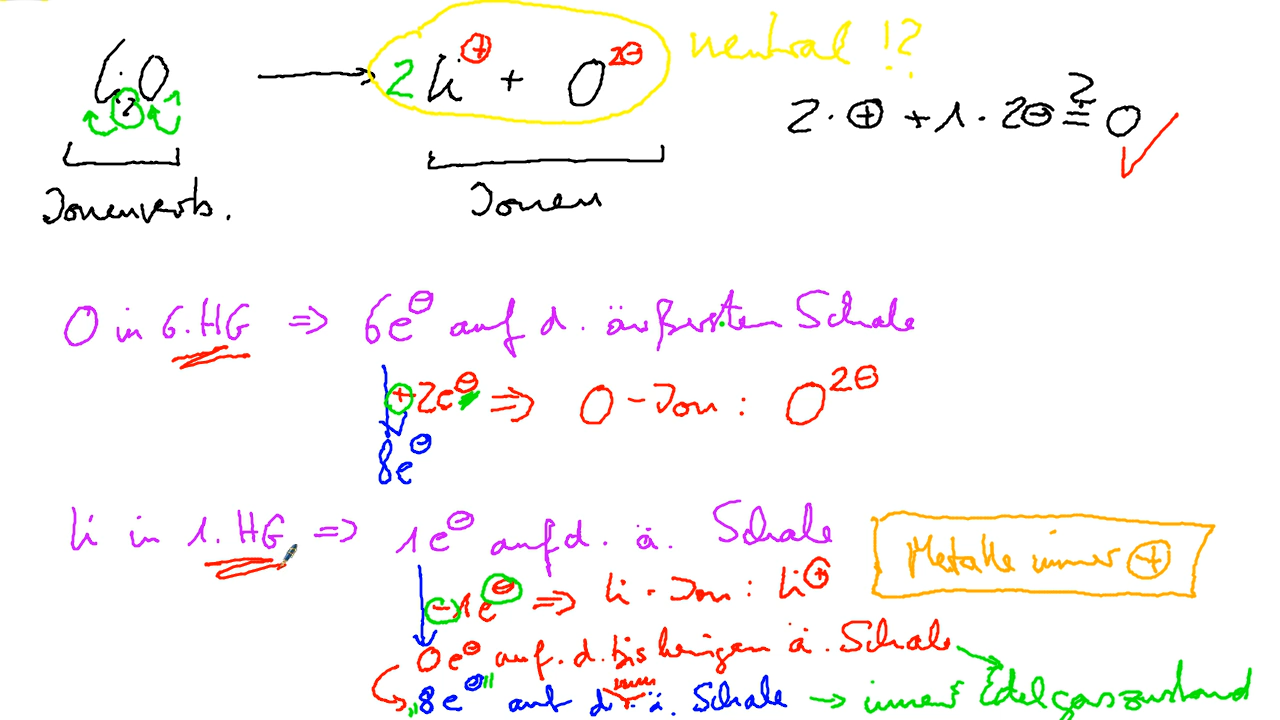 Li₂O → 2 Li⊕ + O2⊖ neutral !?
2 · ⊕ + 1 · 2⊖ ≟ 0 ✓
Ionenverb. Ionen
O in 6. HG ⇒ 6e⊖ auf d. äußersten Schale
+2e⊖ ⇒ O-Ion : O2⊖
8e⊖
Li in 1. HG ⇒ 1e⊖ auf d. ä. Schale
Metalle immer ⊕
-1e⊖ ⇒ Li-Ion : Li⊕
0e⊖ auf. d. bisherigen ä. Schale
„8e⊖" auf d. ä. Schale → immer Edelgaszustand